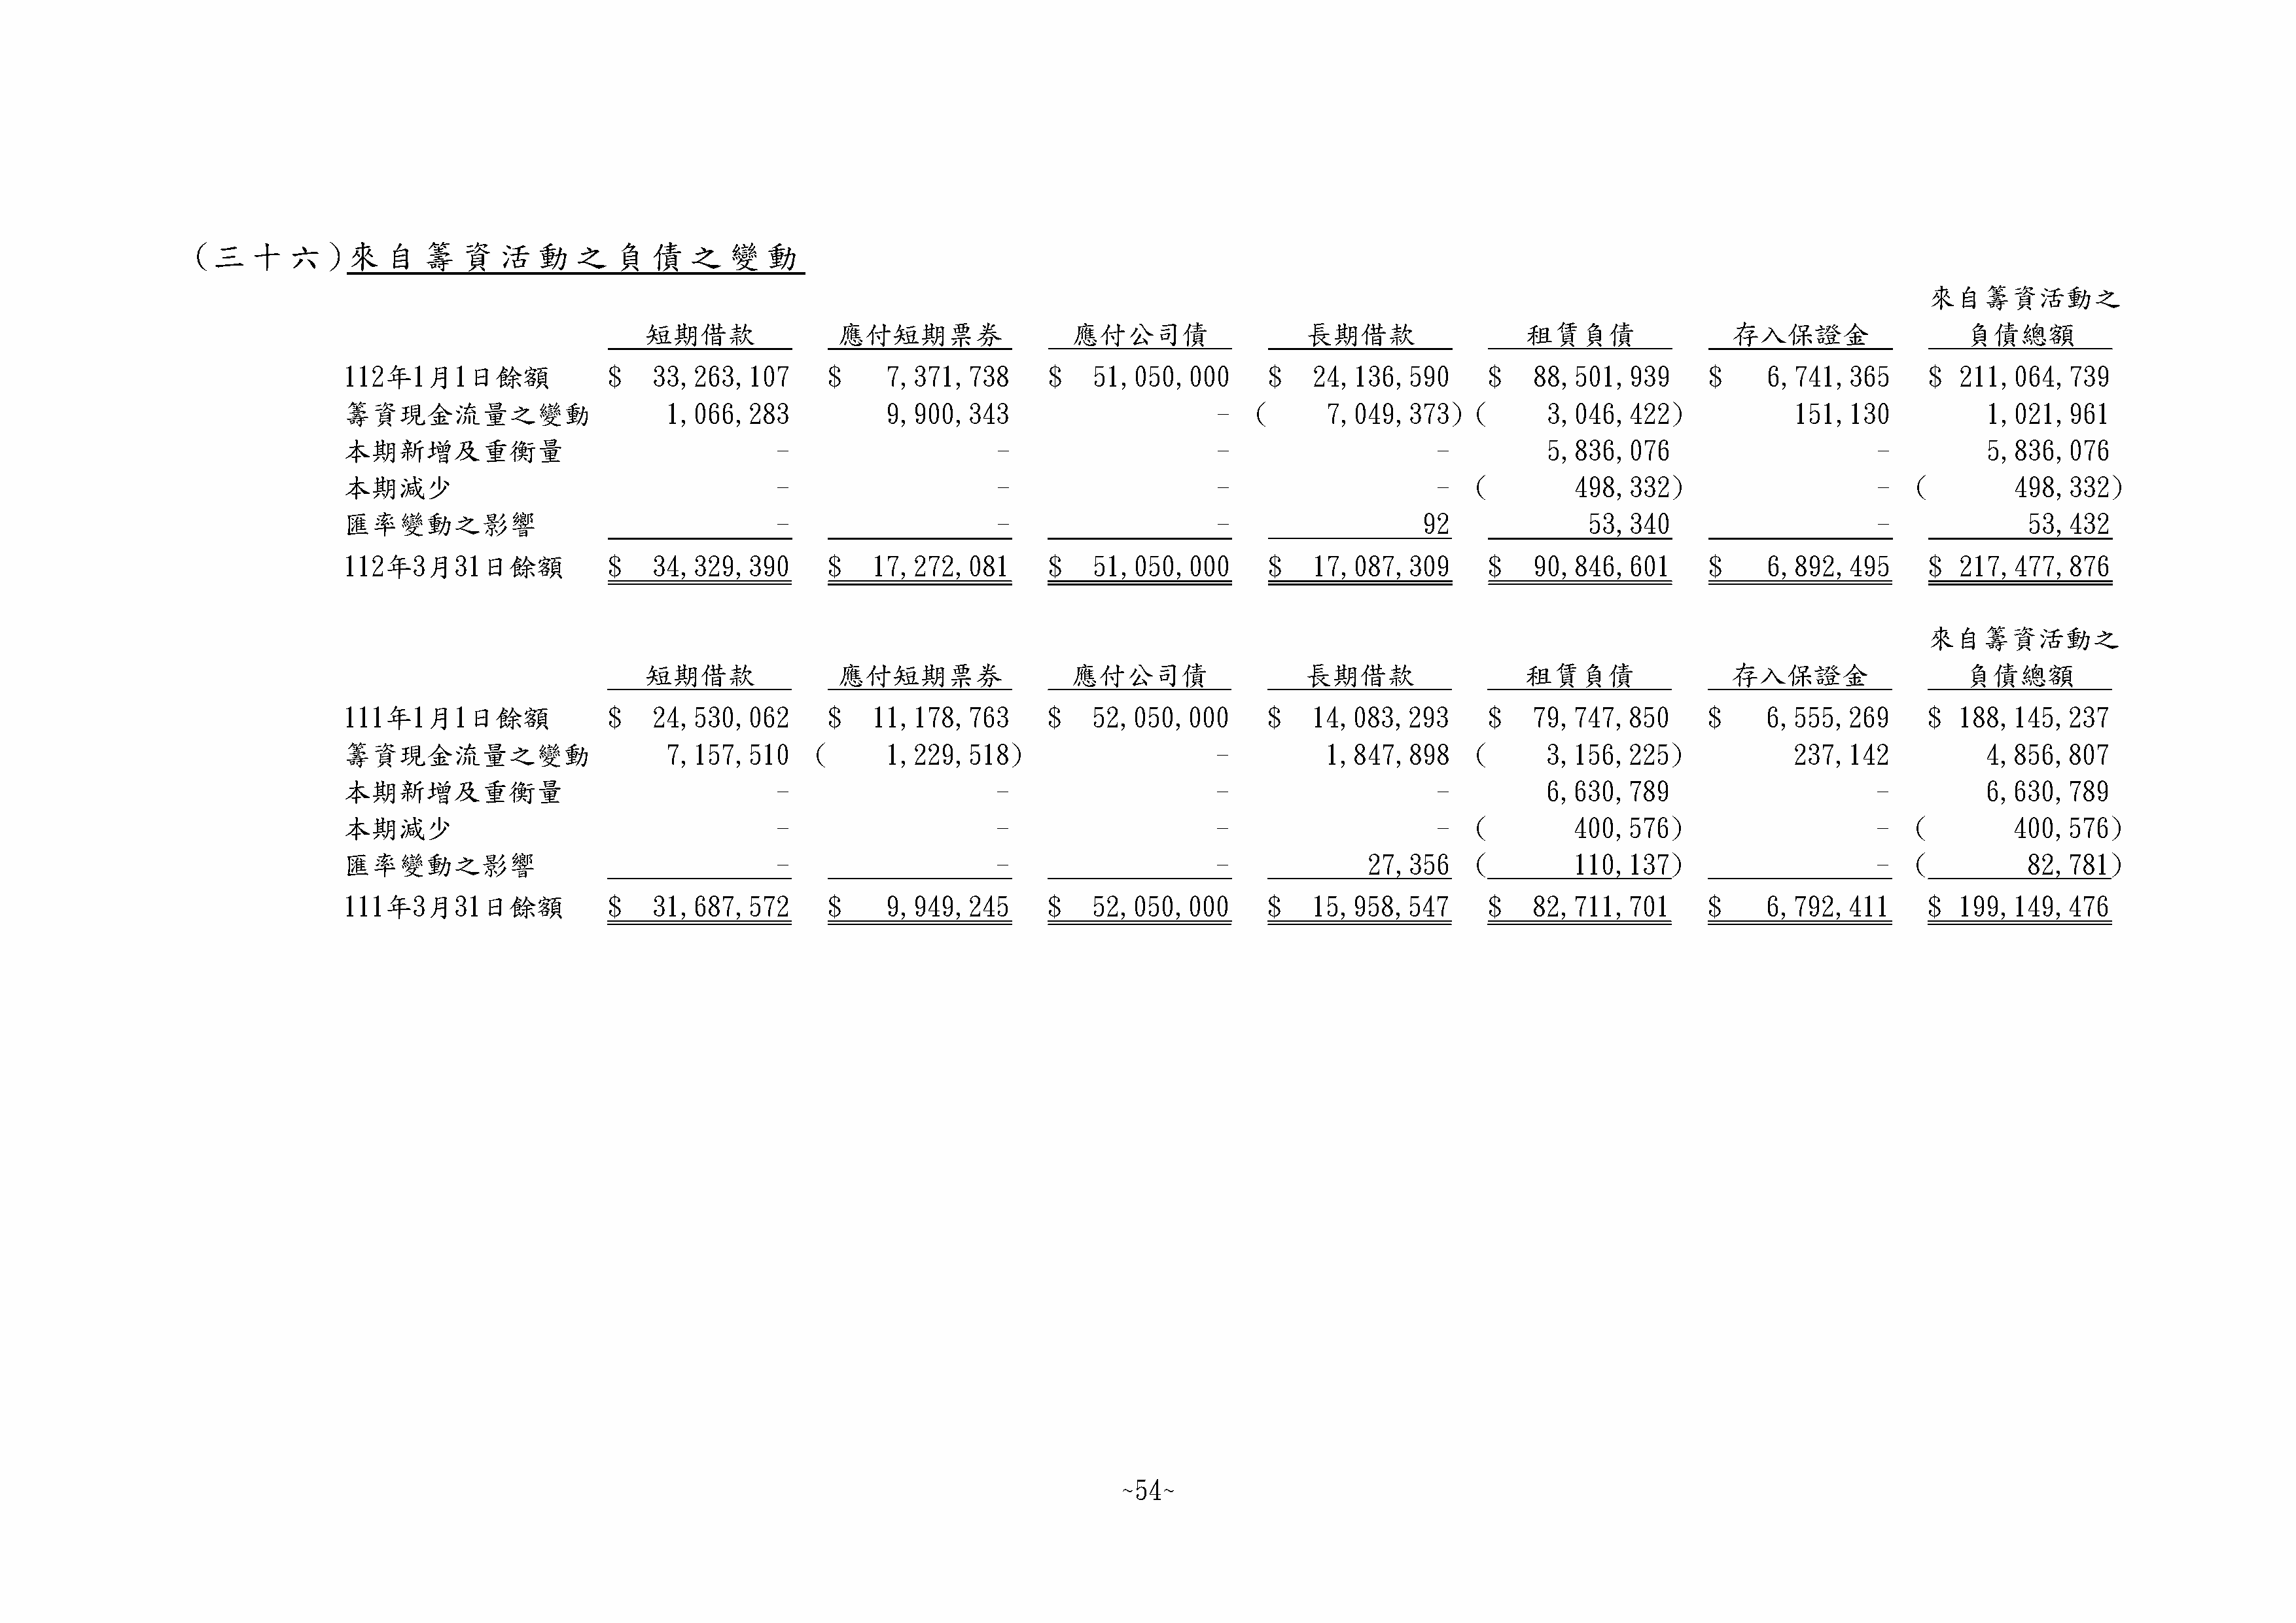 (三十六)來自籌資活動之負債之變動
來自籌資活動之
短期借款 應付短期票券 應付公司債 長期借款 租賃負債 存入保證金 負債總額
112年1月1日餘額 $ 33,263,107 $ 7,371,738 $ 51,050,000 $ 24,136,590 $ 88,501,939 $ 6,741,365 $ 211,064,739
籌資現金流量之變動 1,066,283 9,900,343 - ( 7,049,373) ( 3,046,422) 151,130 1,021,961
本期新增及重衡量 - - - - 5,836,076 - 5,836,076
本期減少 - - - - ( 498,332) - ( 498,332)
匯率變動之影響 - - - 92 53,340 - 53,432
112年3月31日餘額 $ 34,329,390 $ 17,272,081 $ 51,050,000 $ 17,087,309 $ 90,846,601 $ 6,892,495 $ 217,477,876
來自籌資活動之
短期借款 應付短期票券 應付公司債 長期借款 租賃負債 存入保證金 負債總額
111年1月1日餘額 $ 24,530,062 $ 11,178,763 $ 52,050,000 $ 14,083,293 $ 79,747,850 $ 6,555,269 $ 188,145,237
籌資現金流量之變動 7,157,510 ( 1,229,518) - 1,847,898 ( 3,156,225) 237,142 4,856,807
本期新增及重衡量 - - - - 6,630,789 - 6,630,789
本期減少 - - - - ( 400,576) - ( 400,576)
匯率變動之影響 - - - 27,356 ( 110,137) - ( 82,781)
111年3月31日餘額 $ 31,687,572 $ 9,949,245 $ 52,050,000 $ 15,958,547 $ 82,711,701 $ 6,792,411 $ 199,149,476
~54~